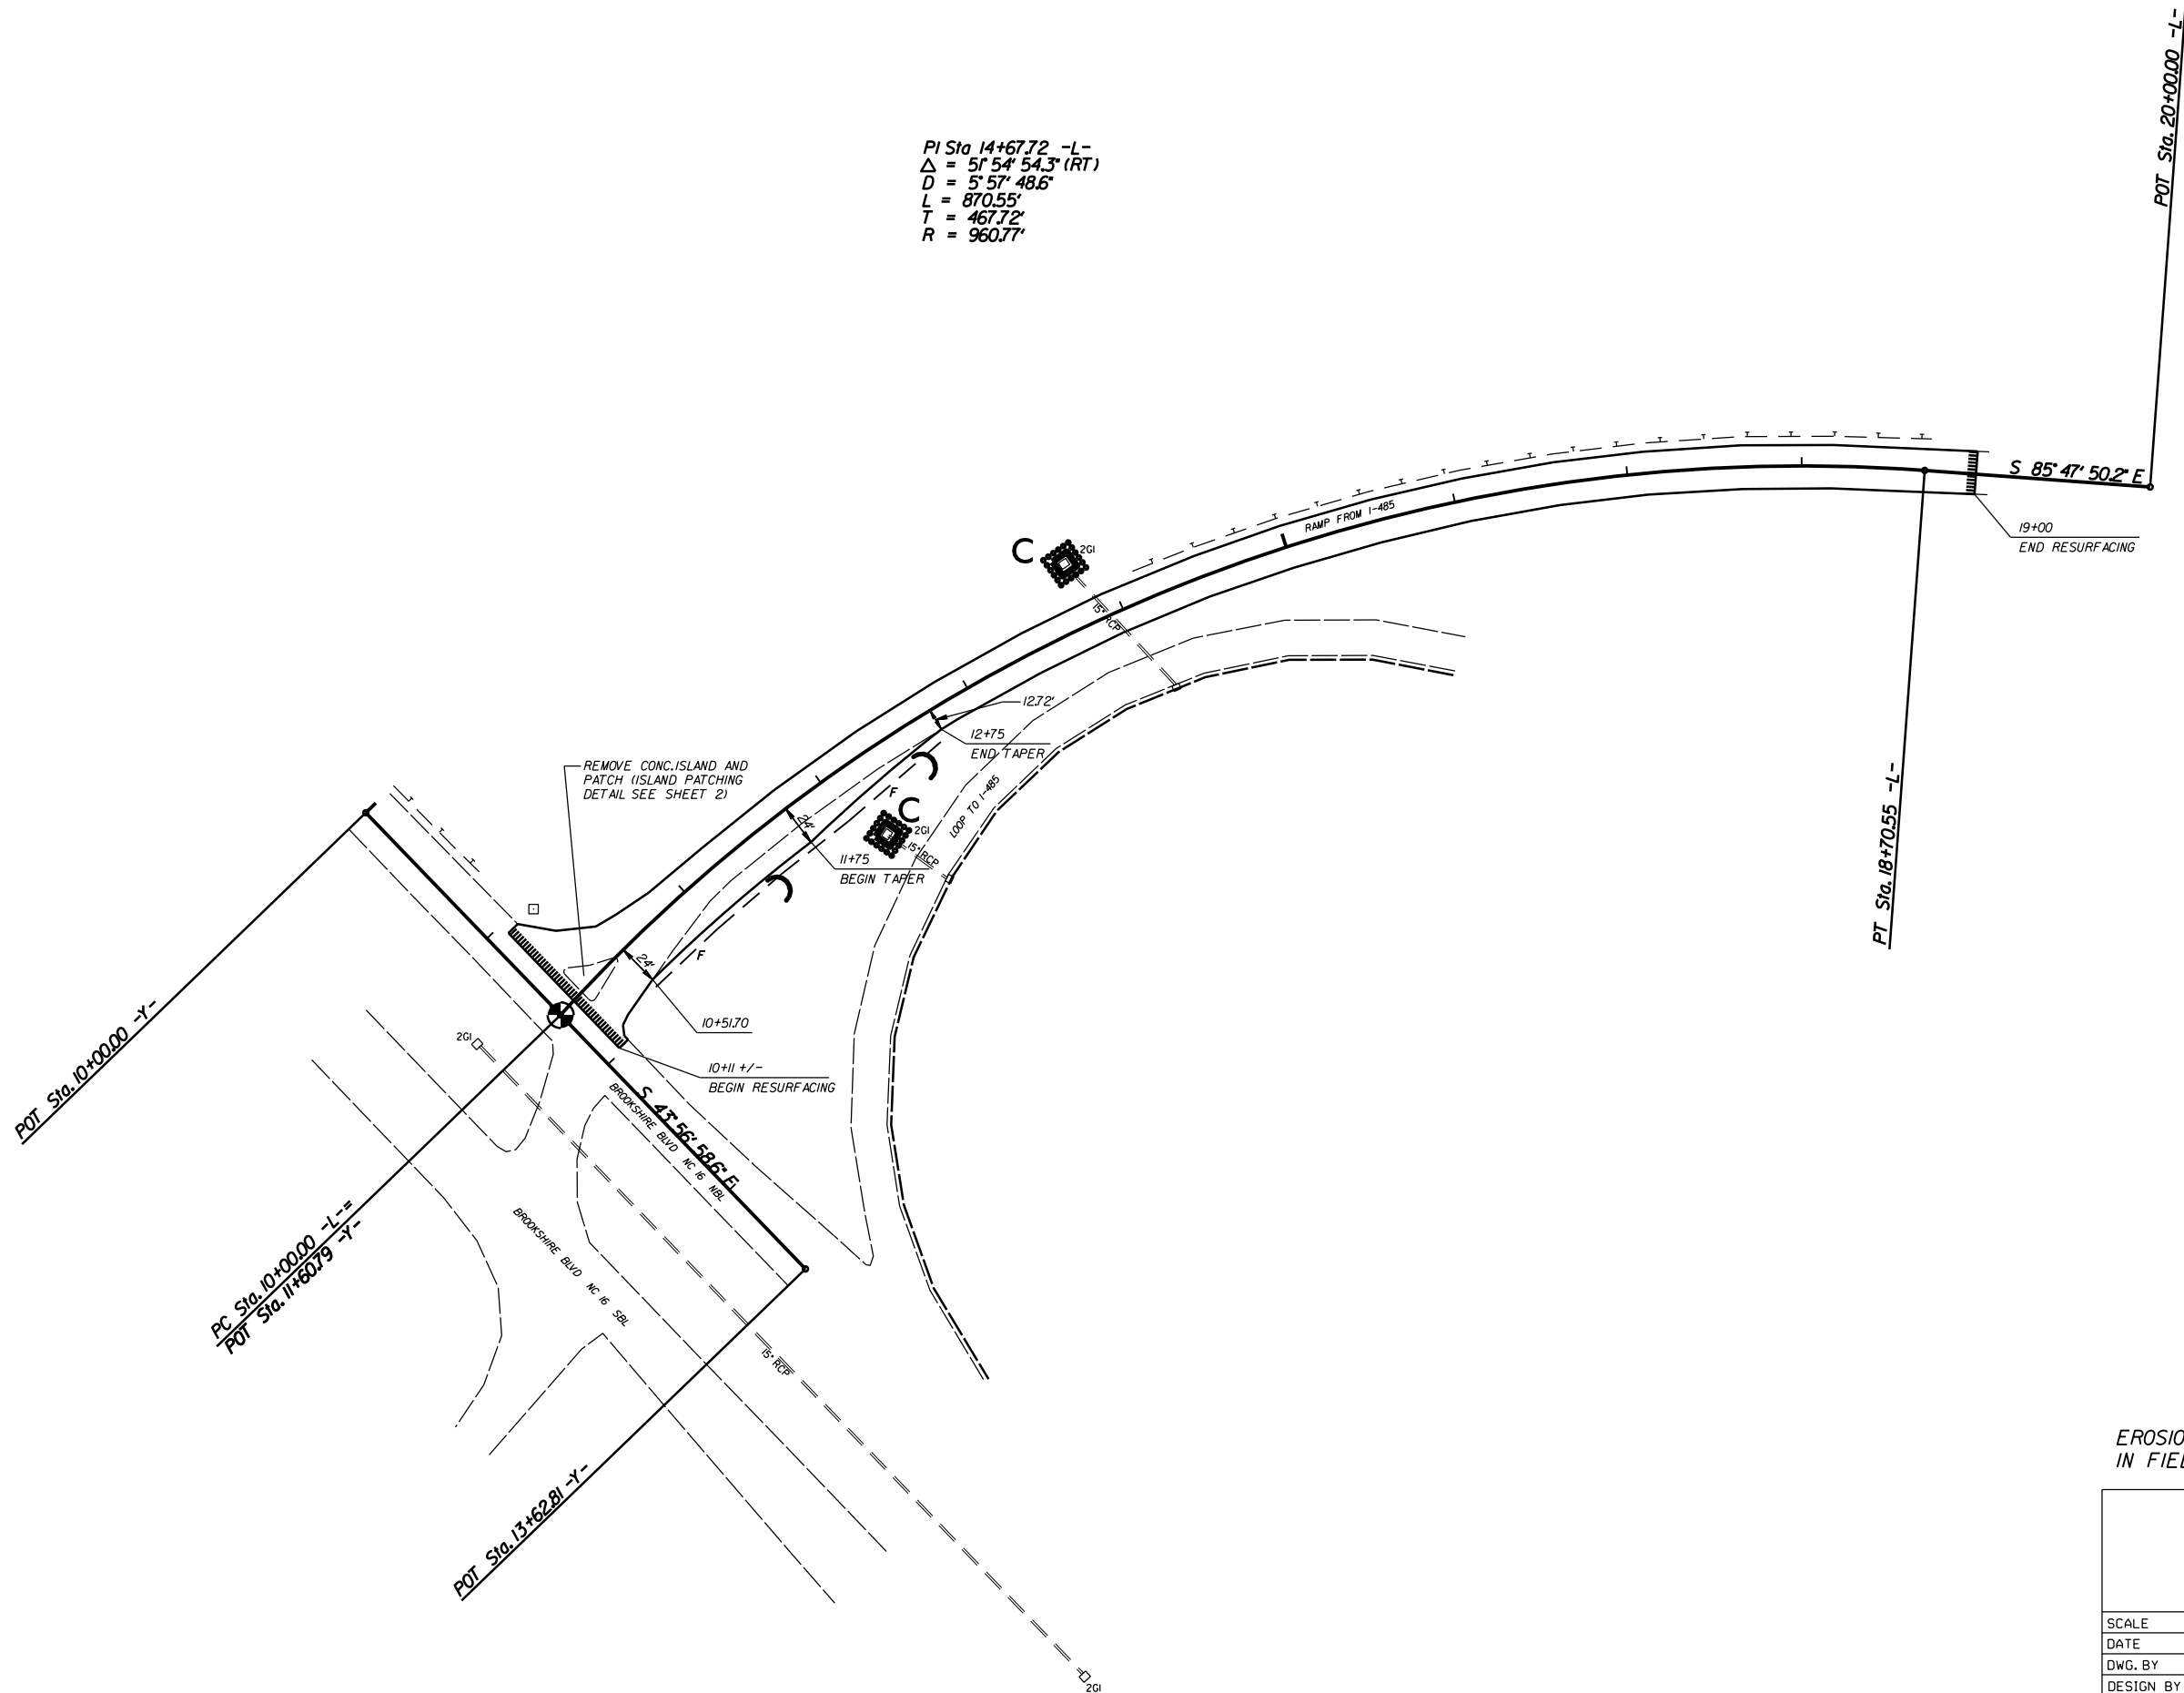 POT Sta. 20+00.00 -L-
PI Sta 14+67.72 -L-
△ = 51° 54' 54.3" (RT)
D = 5° 57' 48.6"
L = 870.55'
T = 467.72'
R = 960.77'
S 85° 47' 50.2" E
19+00
END RESURFACING
RAMP FROM I-485
C
2GI
15" RCP
12.72'
12+75
END TAPER
REMOVE CONC. ISLAND AND
PATCH (ISLAND PATCHING
DETAIL SEE SHEET 2)
F
C
2GI
15" RCP
LOOP TO I-485
24'
11+75
BEGIN TAPER
PT Sta. 18+70.55 -L-
F
24'
10+51.70
10+11 +/-
BEGIN RESURFACING
2GI
POT Sta. 10+00.00 -Y-
S 43° 56' 58.6" E
BROOKSHIRE BLVD NC 16 NBL
BROOKSHIRE BLVD NC 16 SBL
PC Sta. 10+00.00 -L-=
POT Sta. 11+60.79 -Y-
15" RCP
POT Sta. 13+62.81 -Y-
2GI
EROSIO
IN FIE
SCALE
DATE
DWG. BY
DESIGN BY